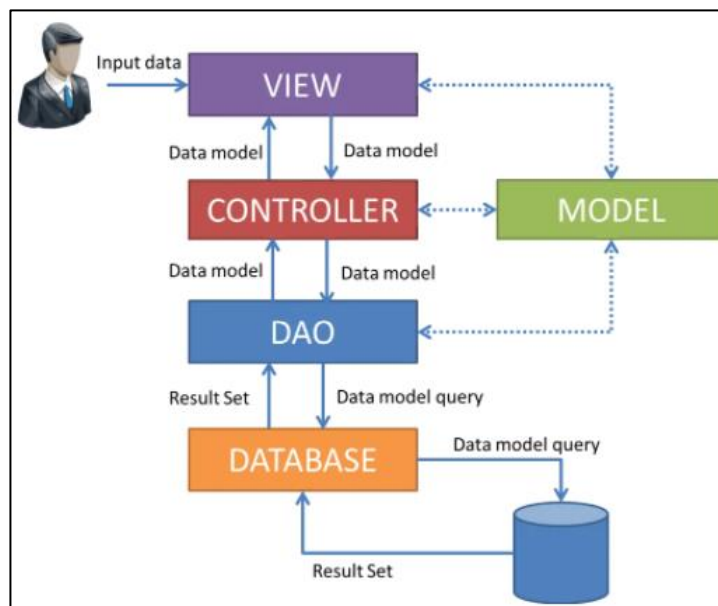 Input data
VIEW
Data model
Data model
CONTROLLER
MODEL
Data model
Data model
DAO
Result Set
Data model query
DATABASE
Data model query
Result Set